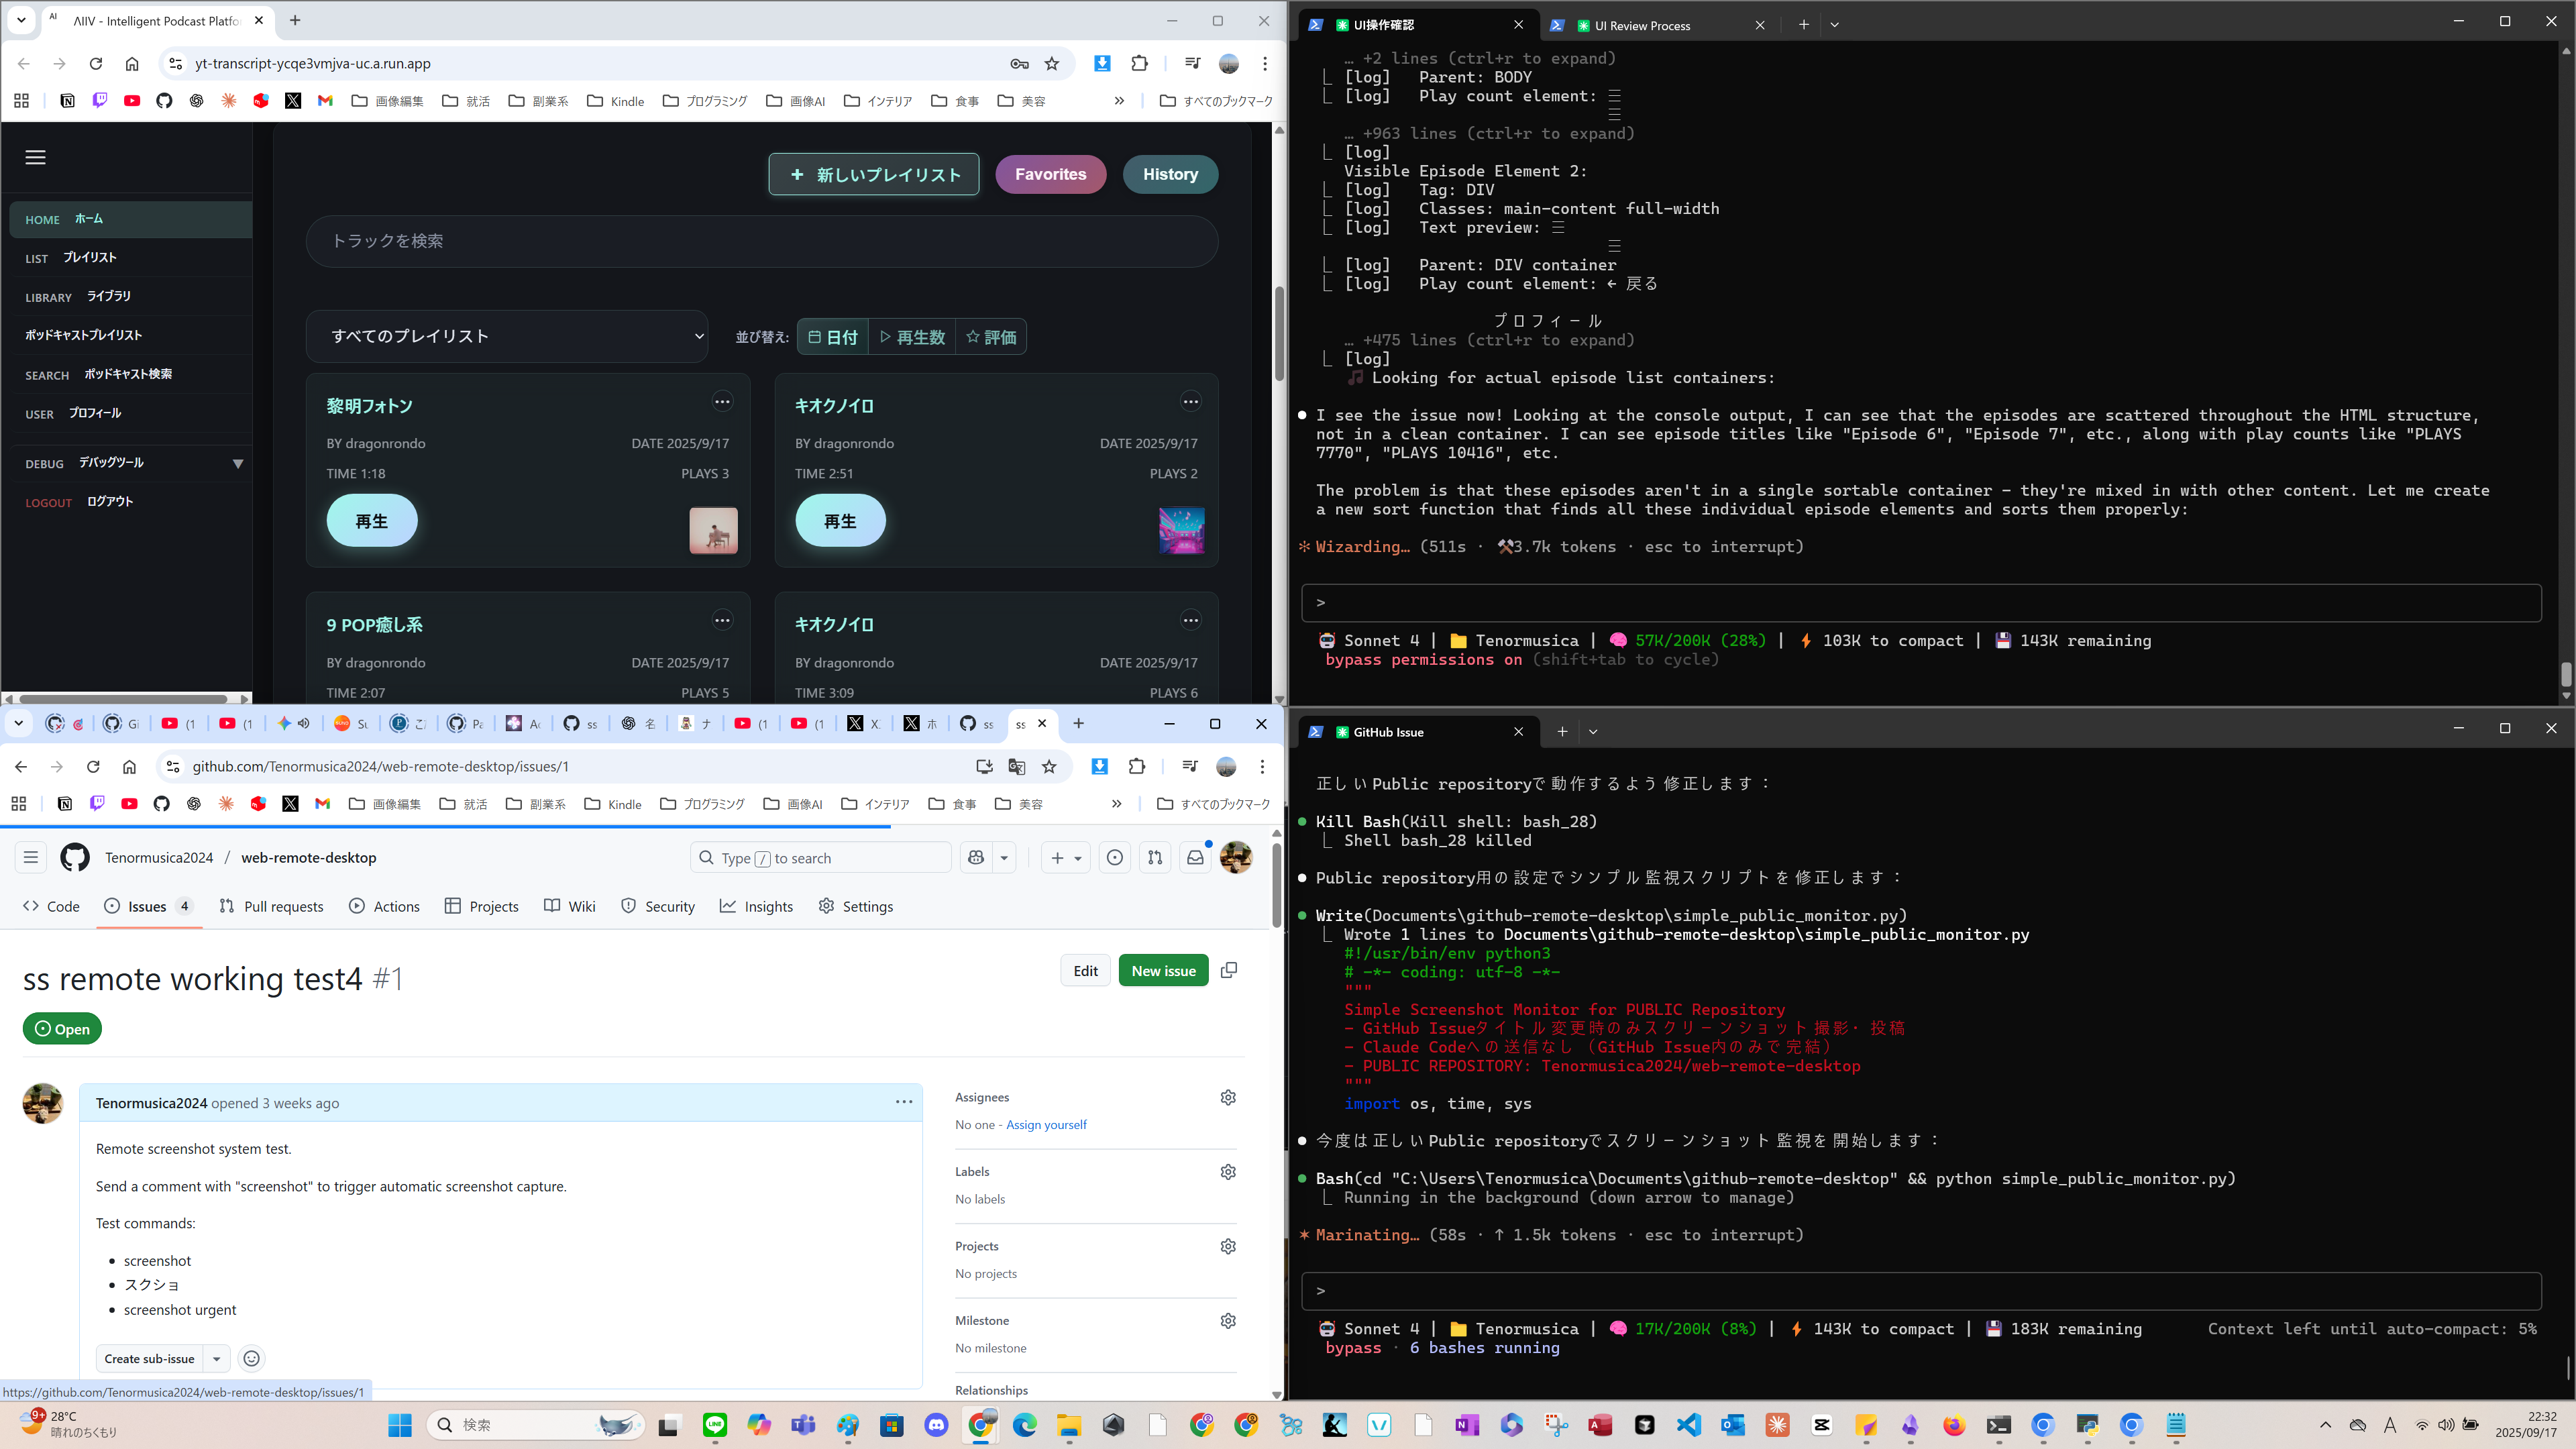 ΛIIV - Intelligent Podcast Platfo
yt-transcript-ycqe3vmjva-uc.a.run.app
画像編集 就活 副業系 Kindle プログラミング 画像AI インテリア 食事 美容 すべてのブックマーク
+ 新しいプレイリスト Favorites History
HOME ホーム
LIST プレイリスト
LIBRARY ライブラリ
ポッドキャストプレイリスト
SEARCH ポッドキャスト検索
USER プロフィール
DEBUG デバッグツール
LOGOUT ログアウト
トラックを検索
すべてのプレイリスト 並び替え: 日付 再生数 評価
黎明フォトン
BY dragonrondo DATE 2025/9/17
TIME 1:18 PLAYS 3
再生
キオクノイロ
BY dragonrondo DATE 2025/9/17
TIME 2:51 PLAYS 2
再生
9 POP癒し系
BY dragonrondo DATE 2025/9/17
TIME 2:07 PLAYS 5
キオクノイロ
BY dragonrondo DATE 2025/9/17
TIME 3:09 PLAYS 6
UI操作確認 UI Review Process
… +2 lines (ctrl+r to expand)
[log] Parent: BODY
[log] Play count element: ☰
☰
… +963 lines (ctrl+r to expand)
[log]
Visible Episode Element 2:
[log] Tag: DIV
[log] Classes: main-content full-width
[log] Text preview: ☰
☰
[log] Parent: DIV container
[log] Play count element: ← 戻る
プロフィール
… +475 lines (ctrl+r to expand)
[log]
🎵 Looking for actual episode list containers:
● I see the issue now! Looking at the console output, I can see that the episodes are scattered throughout the HTML structure,
not in a clean container. I can see episode titles like "Episode 6", "Episode 7", etc., along with play counts like "PLAYS
7770", "PLAYS 10416", etc.
The problem is that these episodes aren't in a single sortable container - they're mixed in with other content. Let me create
a new sort function that finds all these individual episode elements and sorts them properly:
✻ Wizarding… (511s · ⚒3.7k tokens · esc to interrupt)
>
🤖 Sonnet 4 | 📁 Tenormusica | 🧠 57K/200K (28%) | ⚡ 103K to compact | 💾 143K remaining
bypass permissions on (shift+tab to cycle)
github.com/Tenormusica2024/web-remote-desktop/issues/1
画像編集 就活 副業系 Kindle プログラミング 画像AI インテリア 食事 美容 すべてのブックマーク
Tenormusica2024 / web-remote-desktop
Type / to search
Code Issues 4 Pull requests Actions Projects Wiki Security Insights Settings
ss remote working test4 #1
Edit New issue
Open
Tenormusica2024 opened 3 weeks ago
Remote screenshot system test.
Send a comment with "screenshot" to trigger automatic screenshot capture.
Test commands:
• screenshot
• スクショ
• screenshot urgent
Create sub-issue
Assignees
No one - Assign yourself
Labels
No labels
Projects
No projects
Milestone
No milestone
Relationships
https://github.com/Tenormusica2024/web-remote-desktop/issues/1
GitHub Issue
正しいPublic repositoryで動作するよう修正します：
● Kill Bash(Kill shell: bash_28)
Shell bash_28 killed
● Public repository用の設定でシンプル監視スクリプトを修正します：
● Write(Documents\github-remote-desktop\simple_public_monitor.py)
Wrote 1 lines to Documents\github-remote-desktop\simple_public_monitor.py
#!/usr/bin/env python3
# -*- coding: utf-8 -*-
"""
Simple Screenshot Monitor for PUBLIC Repository
- GitHub Issueタイトル変更時のみスクリーンショット撮影・投稿
- Claude Codeへの送信なし（GitHub Issue内のみで完結）
- PUBLIC REPOSITORY: Tenormusica2024/web-remote-desktop
"""
import os, time, sys
● 今度は正しいPublic repositoryでスクリーンショット監視を開始します：
● Bash(cd "C:\Users\Tenormusica\Documents\github-remote-desktop" && python simple_public_monitor.py)
Running in the background (down arrow to manage)
✶ Marinating… (58s · ↑ 1.5k tokens · esc to interrupt)
>
🤖 Sonnet 4 | 📁 Tenormusica | 🧠 17K/200K (8%) | ⚡ 143K to compact | 💾 183K remaining Context left until auto-compact: 5%
bypass · 6 bashes running
9+ 28°C
晴れのちくもり
検索
22:32
2025/09/17